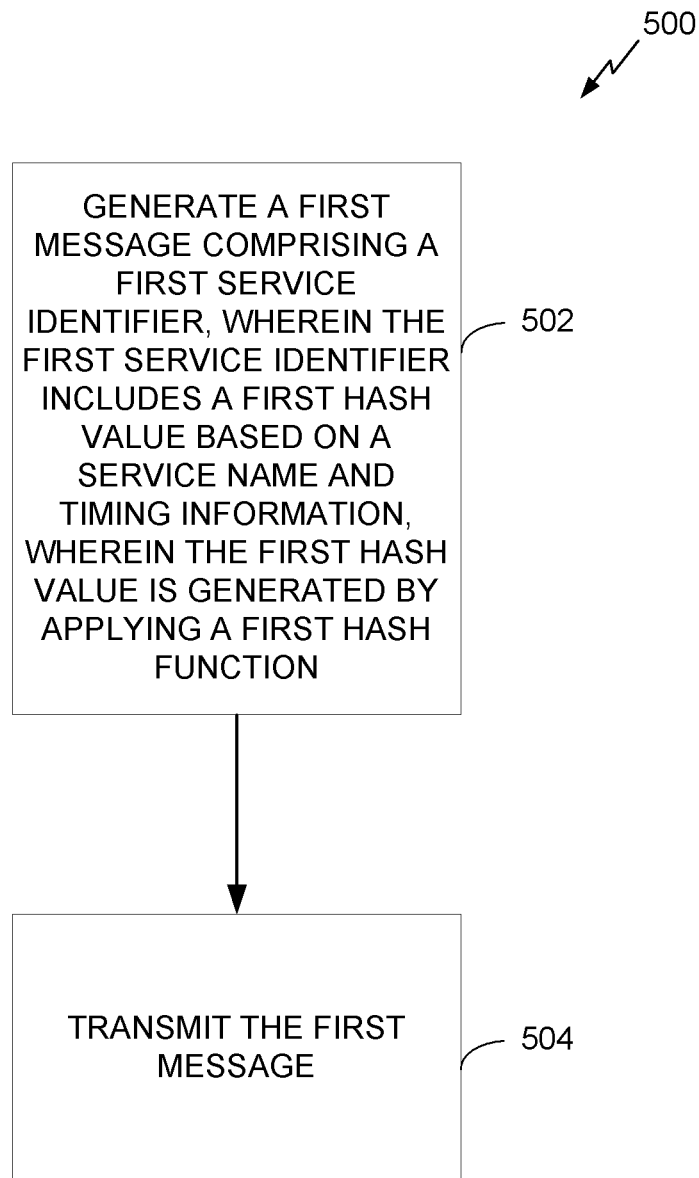 500
GENERATE A FIRST
MESSAGE COMPRISING A
FIRST SERVICE
IDENTIFIER, WHEREIN THE
FIRST SERVICE IDENTIFIER
INCLUDES A FIRST HASH
VALUE BASED ON A
SERVICE NAME AND
TIMING INFORMATION,
WHEREIN THE FIRST HASH
VALUE IS GENERATED BY
APPLYING A FIRST HASH
FUNCTION
502
TRANSMIT THE FIRST
MESSAGE
504